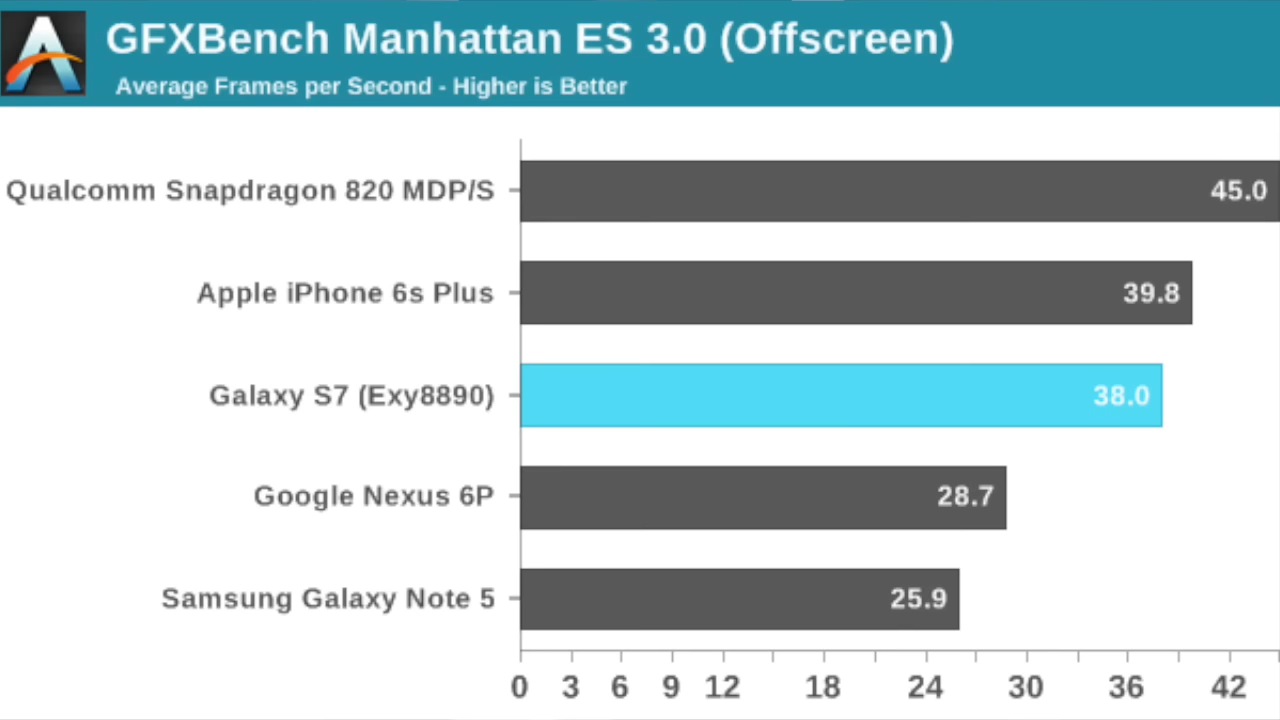 GFXBench Manhattan ES 3.0 (Offscreen)
Average Frames per Second - Higher is Better
Qualcomm Snapdragon 820 MDP/S 45.0
Apple iPhone 6s Plus 39.8
Galaxy S7 (Exy8890) 38.0
Google Nexus 6P 28.7
Samsung Galaxy Note 5 25.9
0 3 6 9 12 18 24 30 36 42